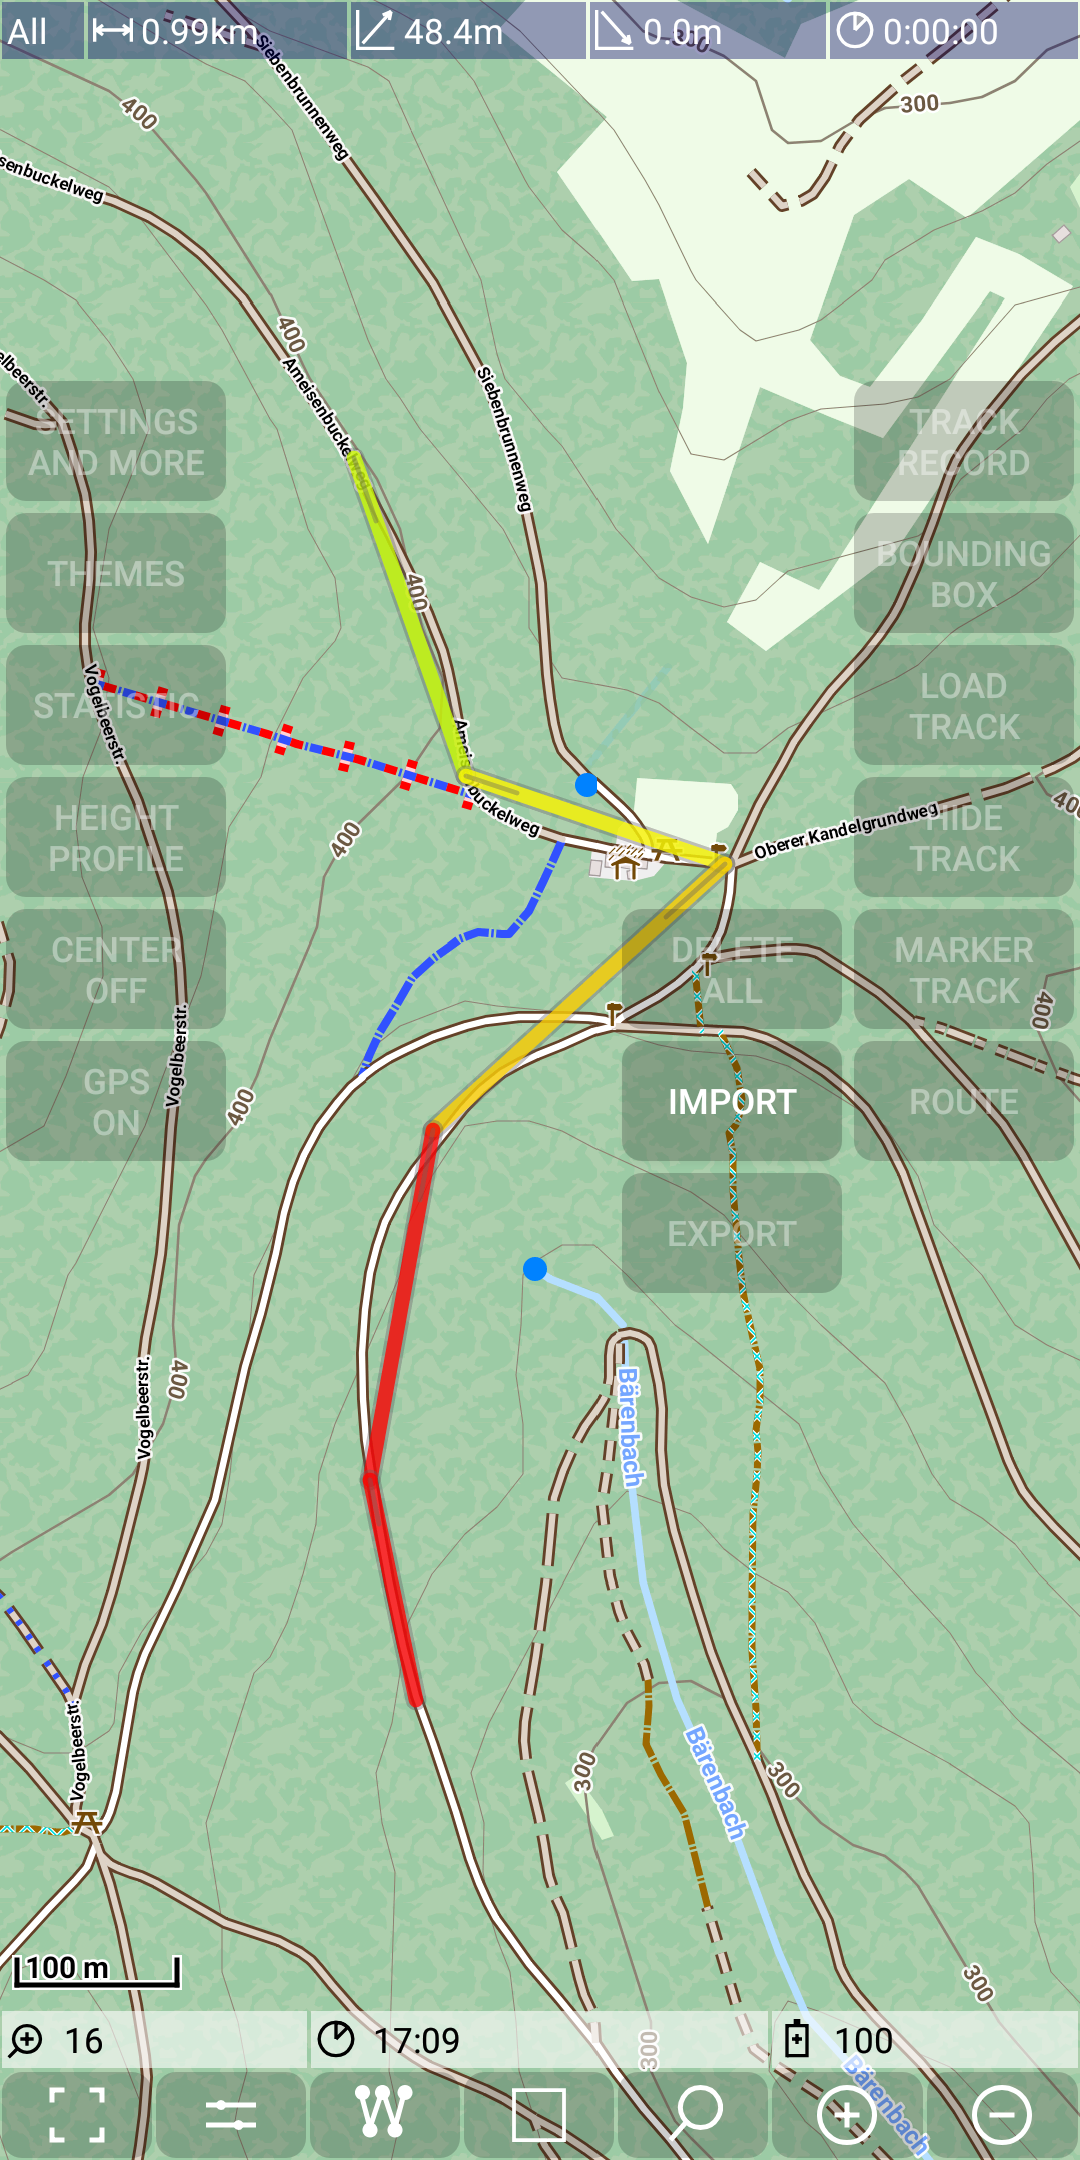 All 0.99km 48.4m 0.0m 0:00:00
300
Siebenbrunnenweg
400
300
senbuckelweg
400
elbeerstr.
Ameisenbuckelweg
Siebenbrunnenweg
SETTINGS
AND MORE
TRACK
RECORD
THEMES
BOUNDING
BOX
400
STATISTIC
LOAD
TRACK
Vogelbeerstr.
Ameisenbuckelweg
HEIGHT
PROFILE
400
Oberer Kandelgrundweg
HIDE
TRACK
400
CENTER
OFF
DELETE
ALL
MARKER
TRACK
400
Vogelbeerstr.
GPS
ON
400
IMPORT
ROUTE
EXPORT
Vogelbeerstr.
400
Bärenbach
Vogelbeerstr.
300
Bärenbach
300
100 m
300
16 17:09 100
300
Bärenbach